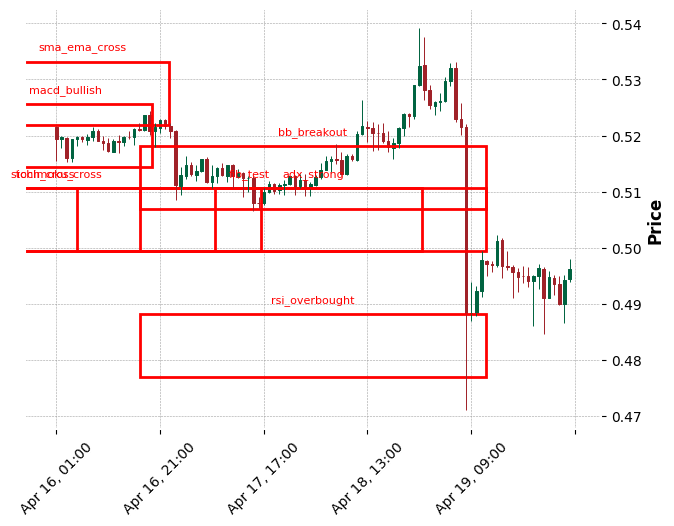 sma_ema_cross
macd_bullish
bb_breakout
adx_strong
rsi_overbought
0.54
0.53
0.52
0.51
0.50
0.49
0.48
0.47
Price
Apr 16, 01:00
Apr 16, 21:00
Apr 17, 17:00
Apr 18, 13:00
Apr 19, 09:00